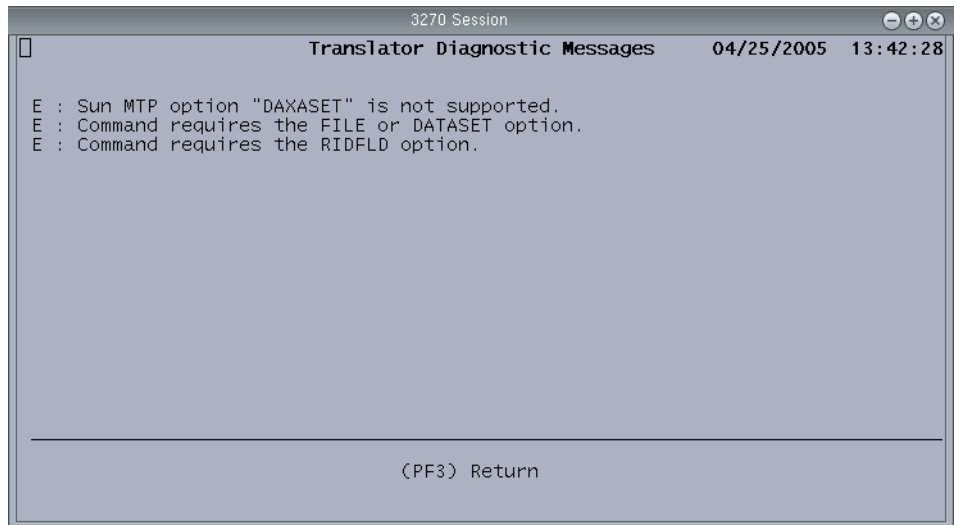 3270 Session
Translator Diagnostic Messages 04/25/2005 13:42:28
E : Sun MTP option "DAXASET" is not supported.
E : Command requires the FILE or DATASET option.
E : Command requires the RIDFLD option.
(PF3) Return